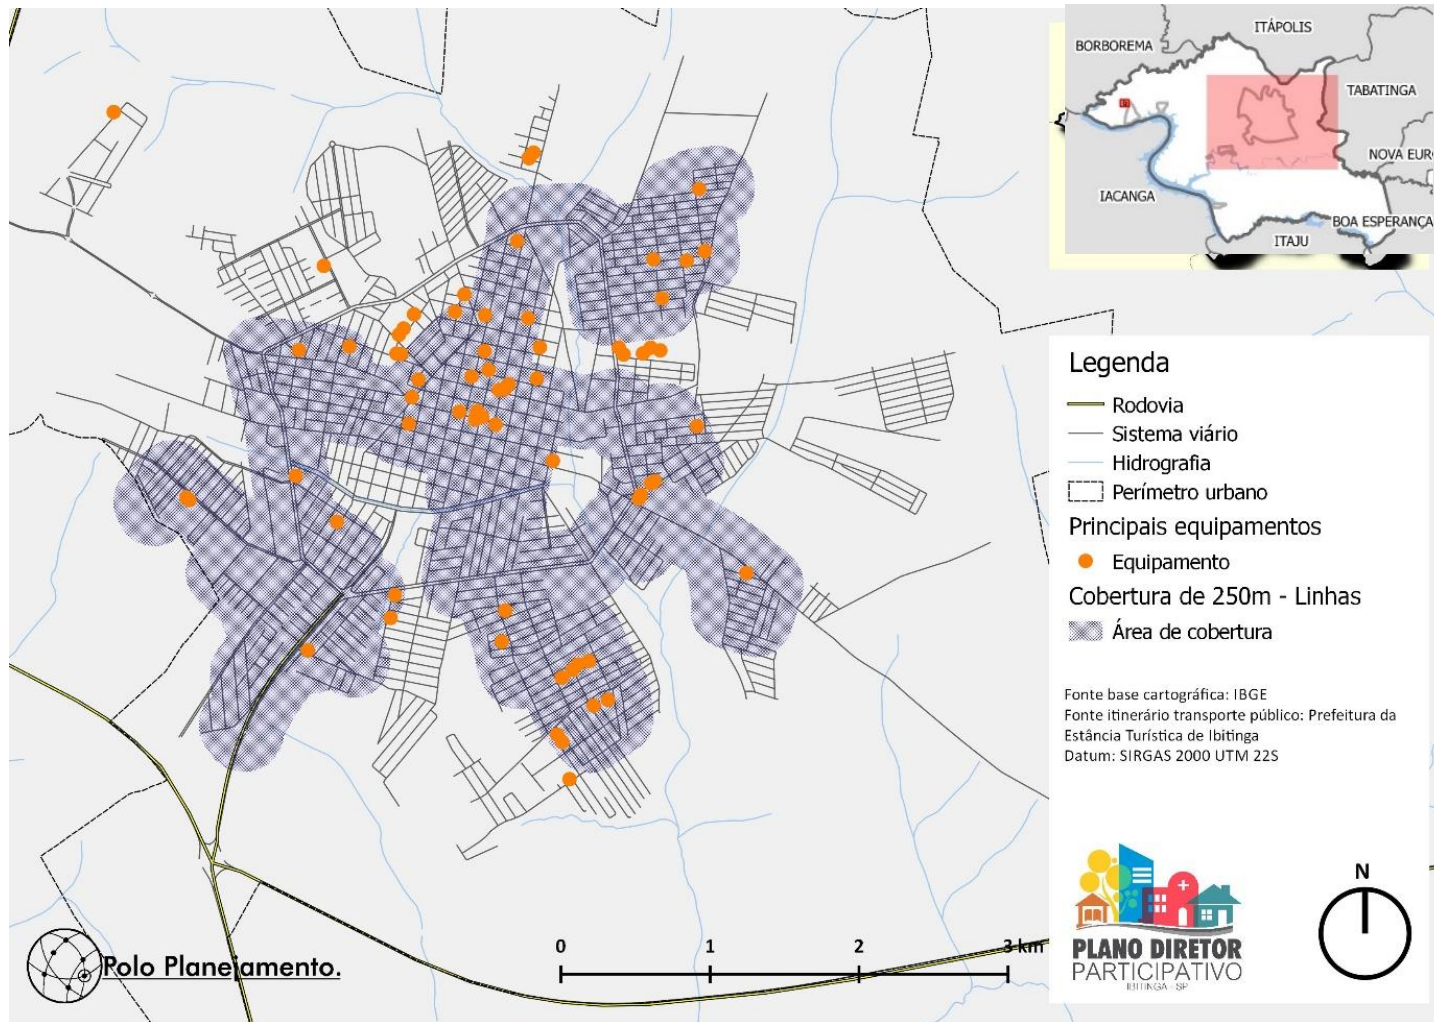 ITÁPOLIS
BORBOREMA
TABATINGA
NOVA EUR
IACANGA
BOA ESPERANÇA
ITAJU
Legenda
Rodovia
Sistema viário
Hidrografia
Perímetro urbano
Principais equipamentos
Equipamento
Cobertura de 250m - Linhas
Área de cobertura
Fonte base cartográfica: IBGE
Fonte itinerário transporte público: Prefeitura da
Estância Turística de Ibitinga
Datum: SIRGAS 2000 UTM 22S
N
PLANO DIRETOR
PARTICIPATIVO
IBITINGA - SP
0 1 2 3 km
Polo Planejamento.